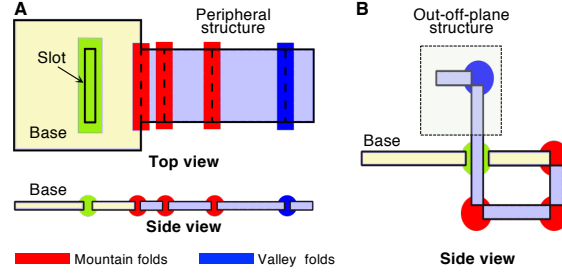 A
Peripheral
structure
Slot
Base
Top view
Base
Side view
Mountain folds
Valley folds
B
Out-off-plane
structure
Base
Side view